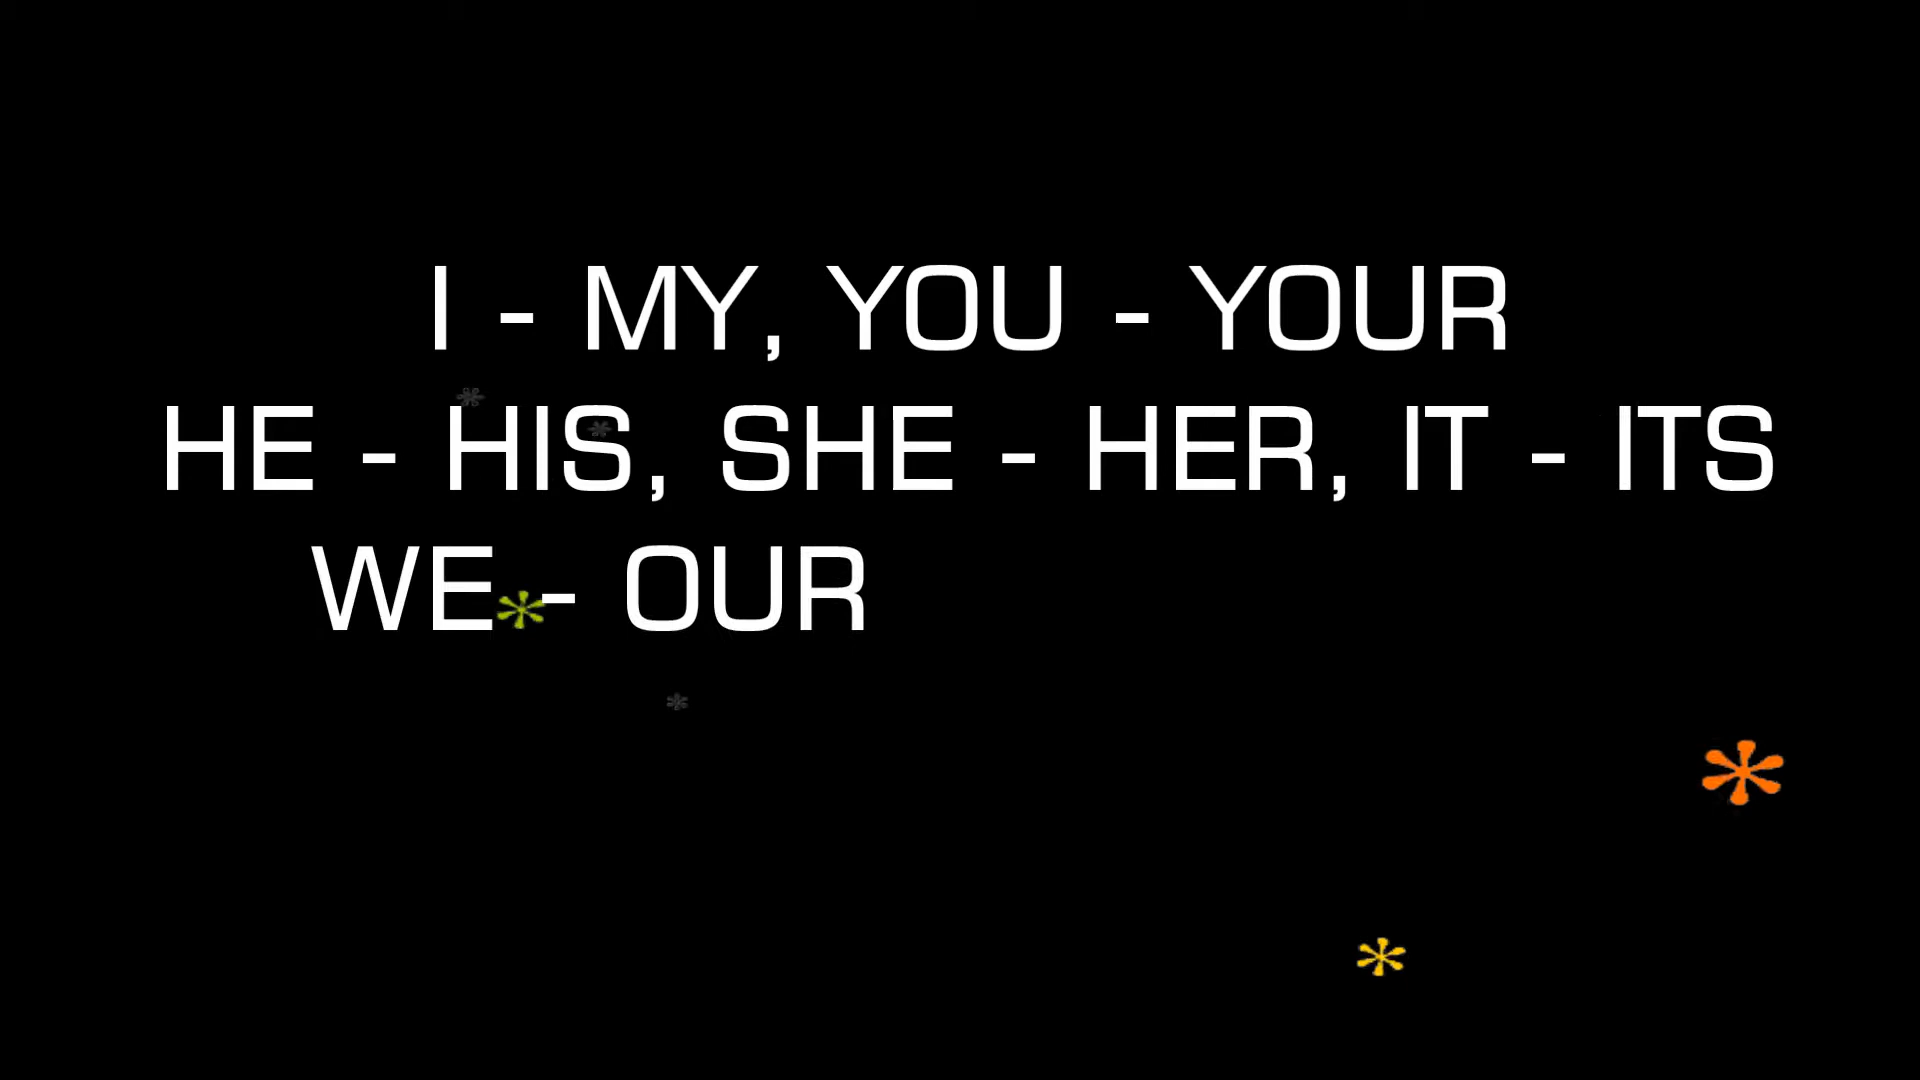 I - MY, YOU - YOUR
HE - HIS, SHE - HER, IT - ITS
WE - OUR